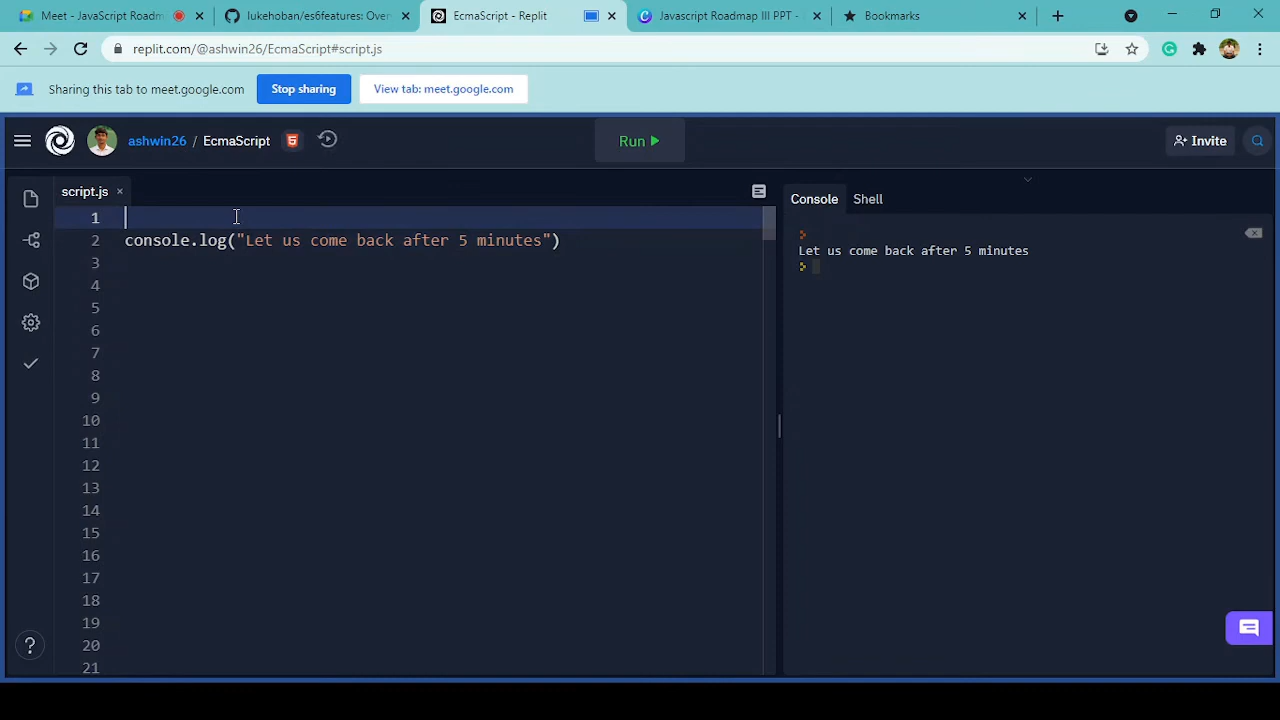 Meet - JavaScript Roadm
lukehoban/es6features: Over
EcmaScript - Replit
Javascript Roadmap III PPT -
Bookmarks
replit.com/@ashwin26/EcmaScript#script.js
Sharing this tab to meet.google.com
Stop sharing
View tab: meet.google.com
ashwin26 / EcmaScript
Run
Invite
script.js
Console
Shell
1
2 console.log("Let us come back after 5 minutes")
3
4
5
6
7
8
9
10
11
12
13
14
15
16
17
18
19
20
21
Let us come back after 5 minutes